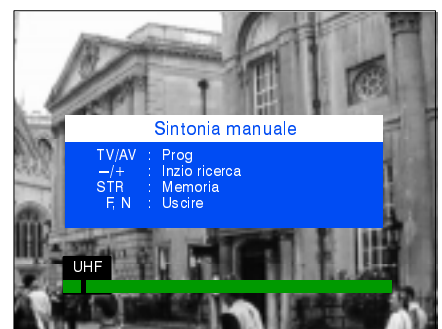 Sintonia manuale
TV/AV : Prog
–/+ : Inzio ricerca
STR : Memoria
F, N : Uscire
UHF